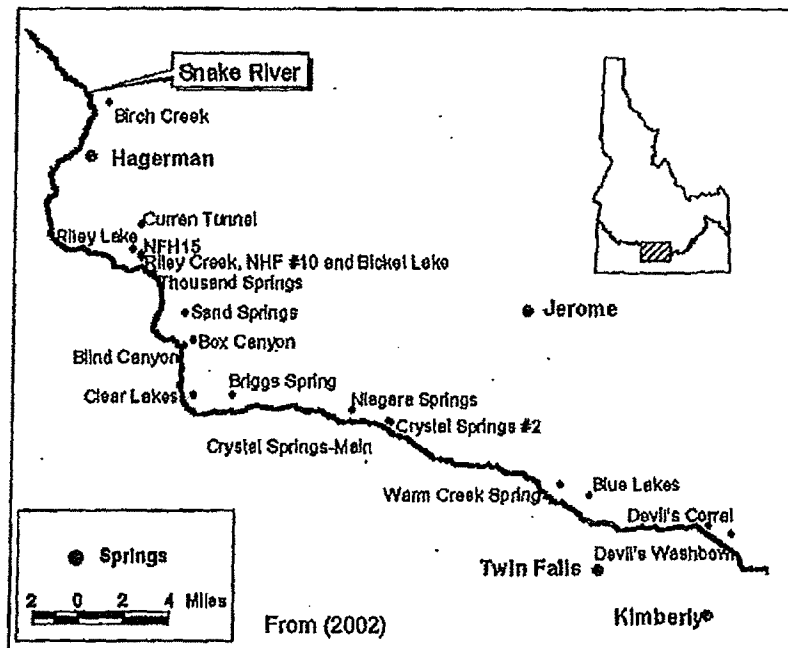 Snake River
Birch Creek
Hagerman
Curren Tunnel
Riley Lake
NFH15
Riley Creek, NHF #10 and Bickel Lake
Thousand Springs
Sand Springs
Jerome
Box Canyon
Blind Canyon
Clear Lakes
Briggs Spring
Niagara Springs
Crystal Springs #2
Crystal Springs-Main
Warm Creek Spring
Blue Lakes
Devil's Corral
Devil's Washbown
Twin Falls
Kimberly
Springs
2 0 2 4 Miles
From (2002)